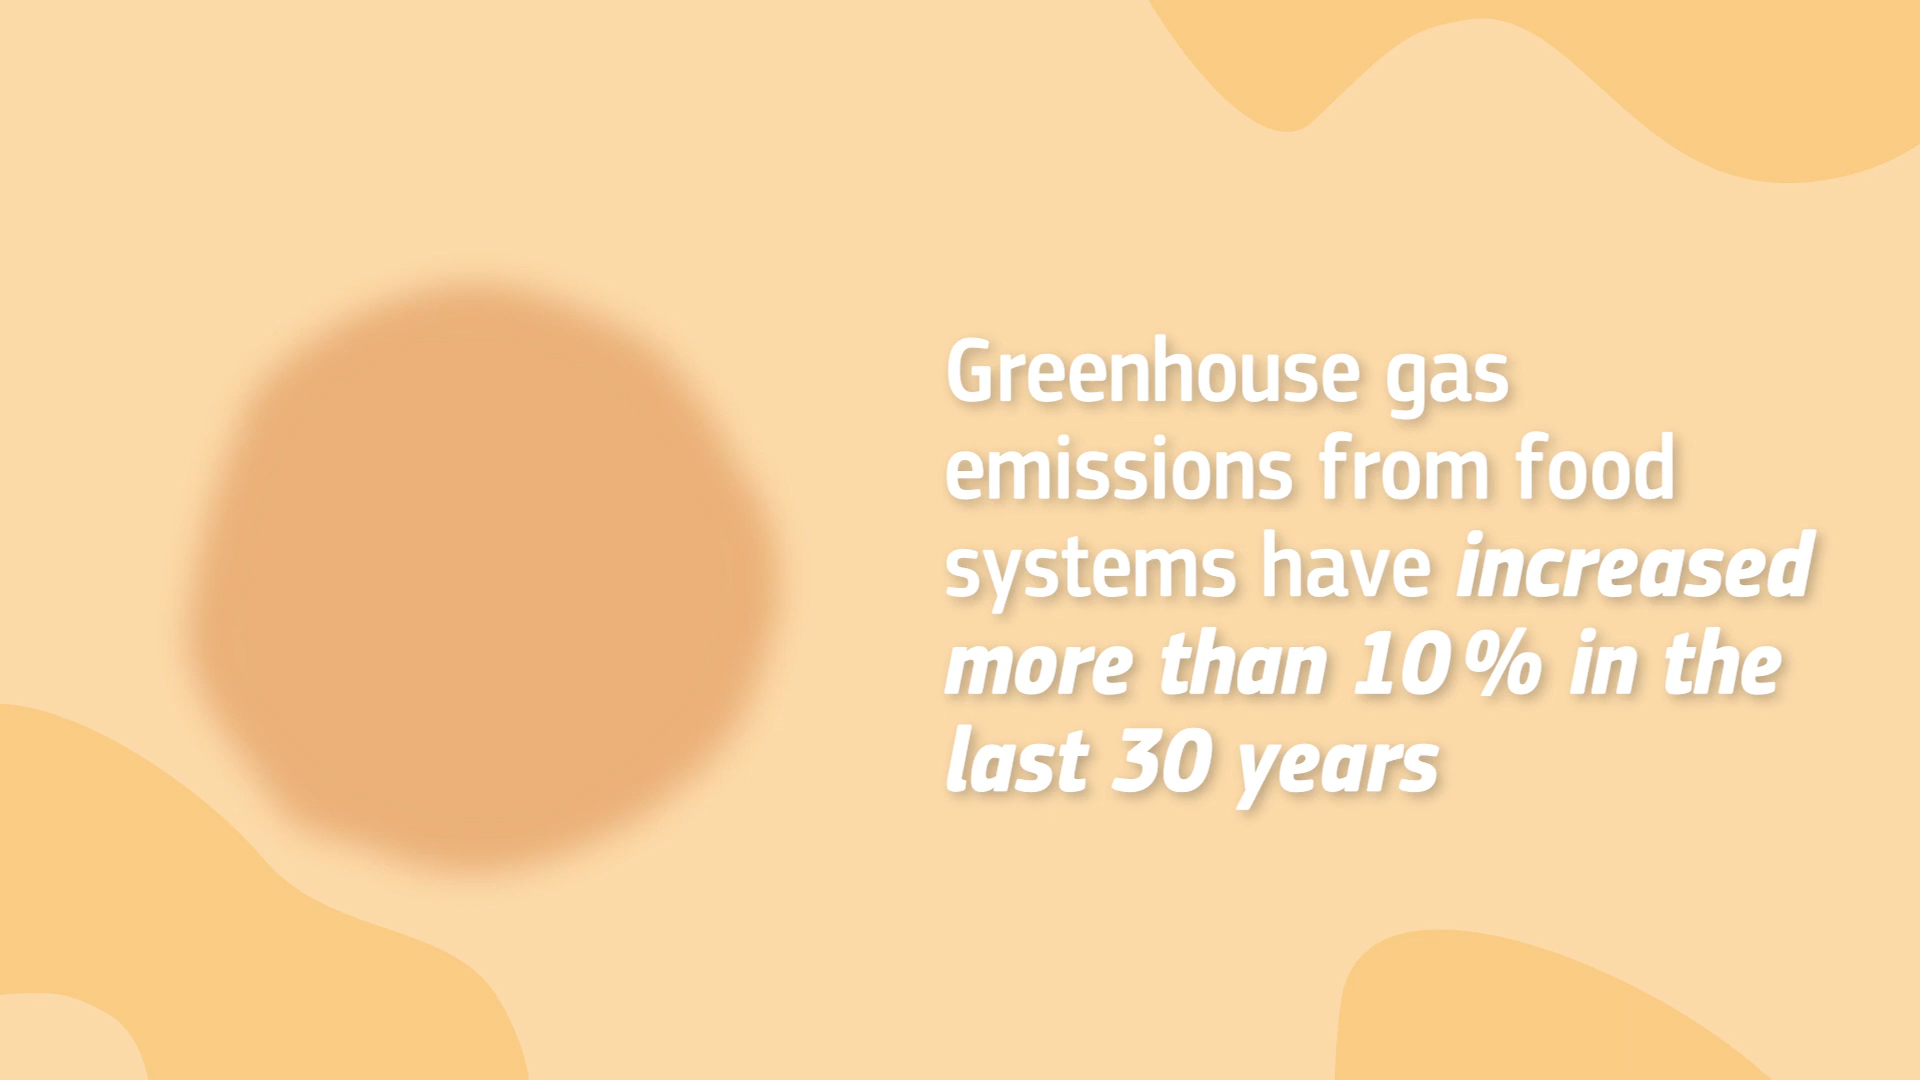 Greenhouse gas
emissions from food
systems have increased
more than 10% in the
last 30 years